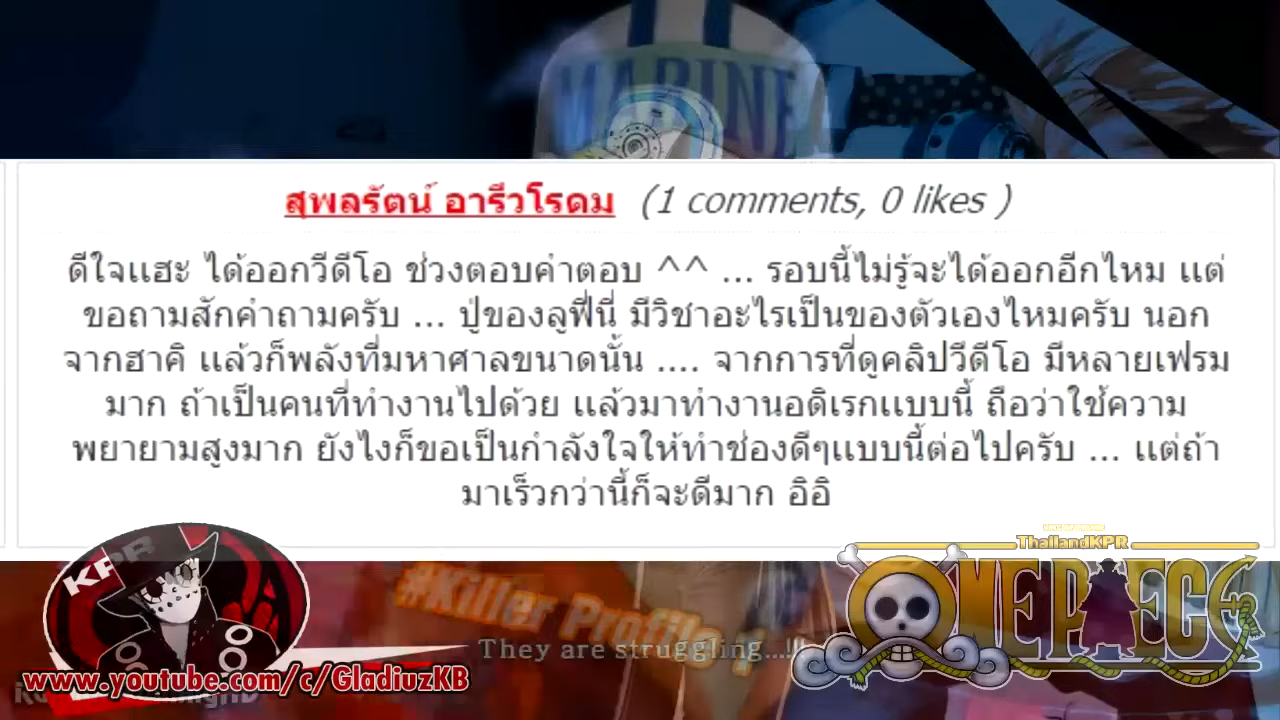 MARINE
สุพลรัตน์ อารีวโรดม (1 comments, 0 likes )
ดีใจแฮะ ได้ออกวีดีโอ ช่วงตอบคำตอบ ^^ ... รอบนี้ไม่รู้จะได้ออกอีกไหม แต่
ขอถามสักคำถามครับ ... ปู่ของลูฟี่นี่ มีวิชาอะไรเป็นของตัวเองไหมครับ นอก
จากฮาคิ แล้วก็พลังที่มหาศาลขนาดนั้น .... จากการที่ดูคลิปวีดีโอ มีหลายเฟรม
มาก ถ้าเป็นคนที่ทำงานไปด้วย แล้วมาทำงานอดิเรกแบบนี้ ถือว่าใช้ความ
พยายามสูงมาก ยังไงก็ขอเป็นกำลังใจให้ทำช่องดีๆแบบนี้ต่อไปครับ ... แต่ถ้า
มาเร็วกว่านี้ก็จะดีมาก อิอิ
ThailandKPR
KPR
ONE PIECE
#Killer Profile
They are struggling...!!
www.youtube.com/c/GladiuzKB